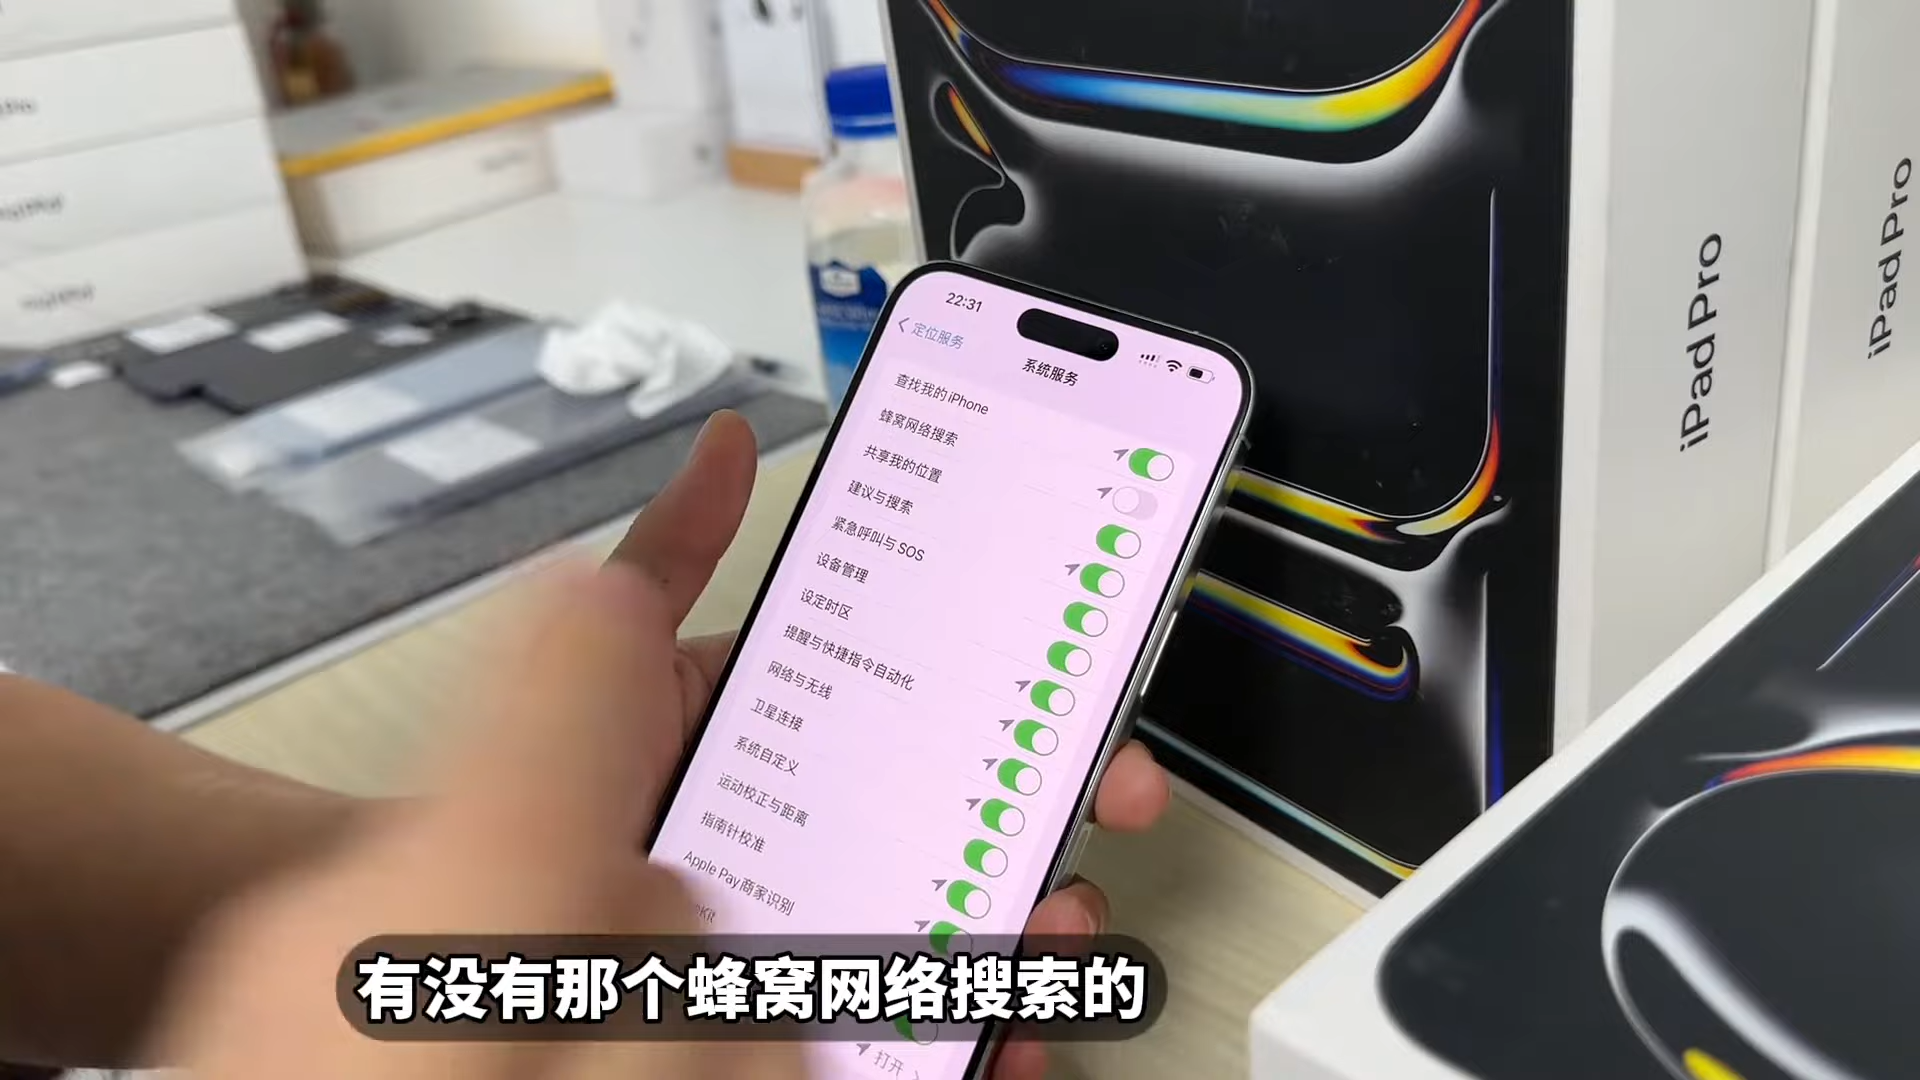 22:31
定位服务
系统服务
查找我的 iPhone
蜂窝网络搜索
共享我的位置
建议与搜索
紧急呼叫与 SOS
设备管理
设定时区
提醒与快捷指令自动化
网络与无线
卫星连接
系统自定义
运动校正与距离
指南针校准
Apple Pay 商家识别
打开
iPad Pro
iPad Pro
有没有那个蜂窝网络搜索的